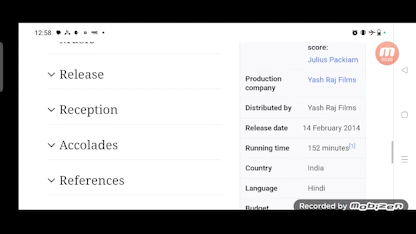 12:58
Release
Reception
Accolades
References
score:
Julius Packiam
Production company Yash Raj Films
Distributed by Yash Raj Films
Release date 14 February 2014
Running time 152 minutes[1]
Country India
Language Hindi
Budget
Recorded by mobizen